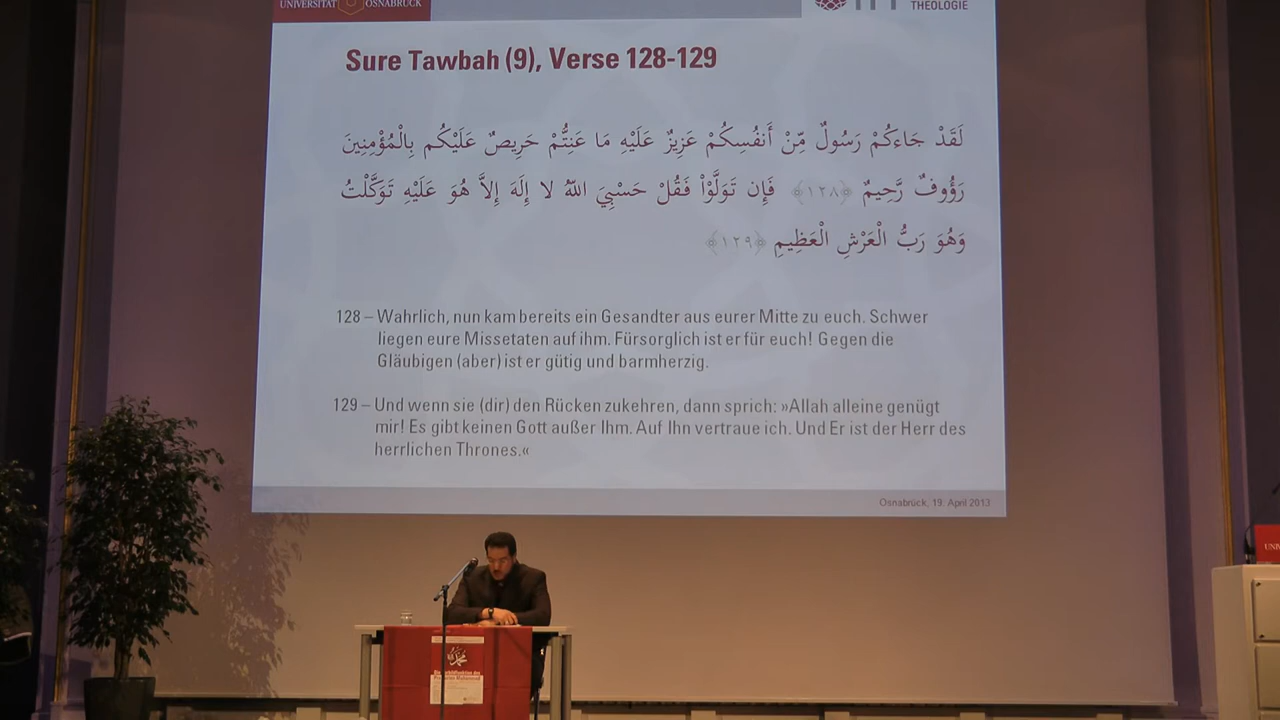 UNIVERSITÄT OSNABRÜCK
THEOLOGIE
Sure Tawbah (9), Verse 128-129
لَقَدْ جَاءكُمْ رَسُولٌ مِّنْ أَنفُسِكُمْ عَزِيزٌ عَلَيْهِ مَا عَنِتُّمْ حَرِيصٌ عَلَيْكُم بِالْمُؤْمِنِينَ
رَؤُوفٌ رَّحِيمٌ ﴿١٢٨﴾ فَإِن تَوَلَّوْاْ فَقُلْ حَسْبِيَ اللّهُ لا إِلَهَ إِلاَّ هُوَ عَلَيْهِ تَوَكَّلْتُ
وَهُوَ رَبُّ الْعَرْشِ الْعَظِيمِ ﴿١٢٩﴾
128 – Wahrlich, nun kam bereits ein Gesandter aus eurer Mitte zu euch. Schwer
liegen eure Missetaten auf ihm. Fürsorglich ist er für euch! Gegen die
Gläubigen (aber) ist er gütig und barmherzig.
129 – Und wenn sie (dir) den Rücken zukehren, dann sprich: »Allah alleine genügt
mir! Es gibt keinen Gott außer Ihm. Auf Ihn vertraue ich. Und Er ist der Herr des
herrlichen Thrones.«
Osnabrück, 19. April 2013